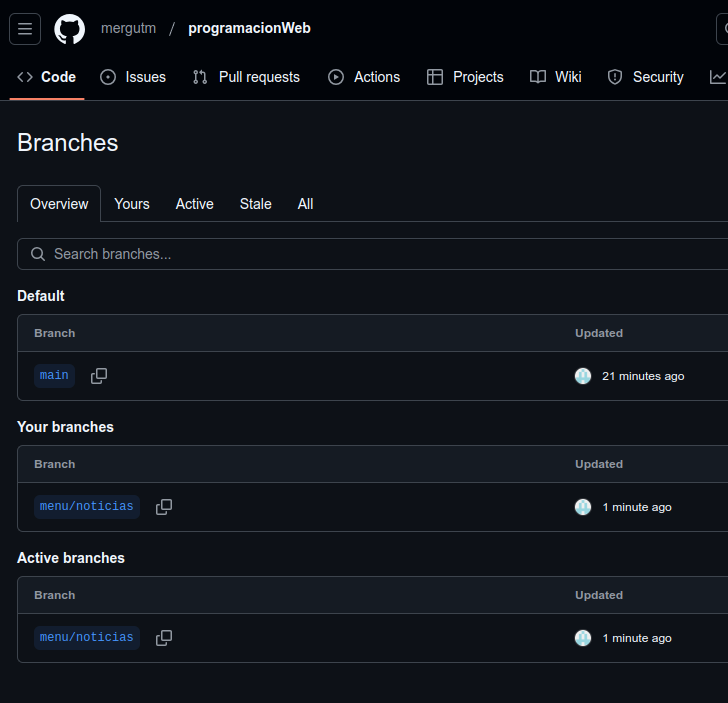 mergutm / programacionWeb
Code Issues Pull requests Actions Projects Wiki Security
Branches
Overview Yours Active Stale All
Search branches...
Default
Branch Updated
main 21 minutes ago
Your branches
Branch Updated
menu/noticias 1 minute ago
Active branches
Branch Updated
menu/noticias 1 minute ago